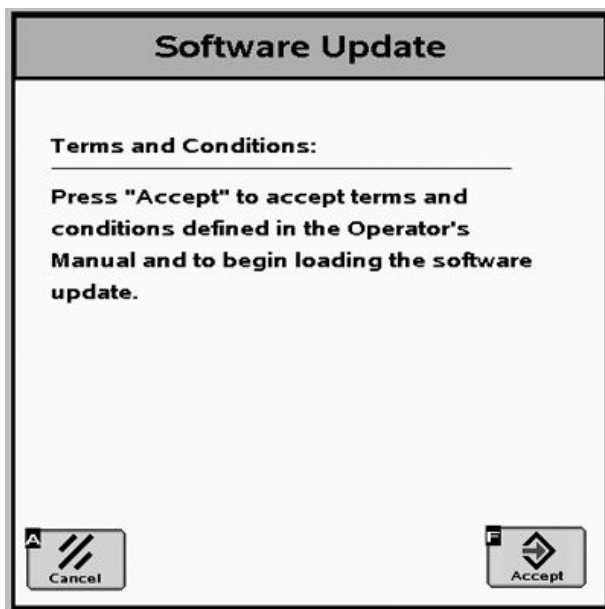 Software Update
Terms and Conditions:
Press "Accept" to accept terms and
conditions defined in the Operator's
Manual and to begin loading the software
update.
A
Cancel
F
Accept